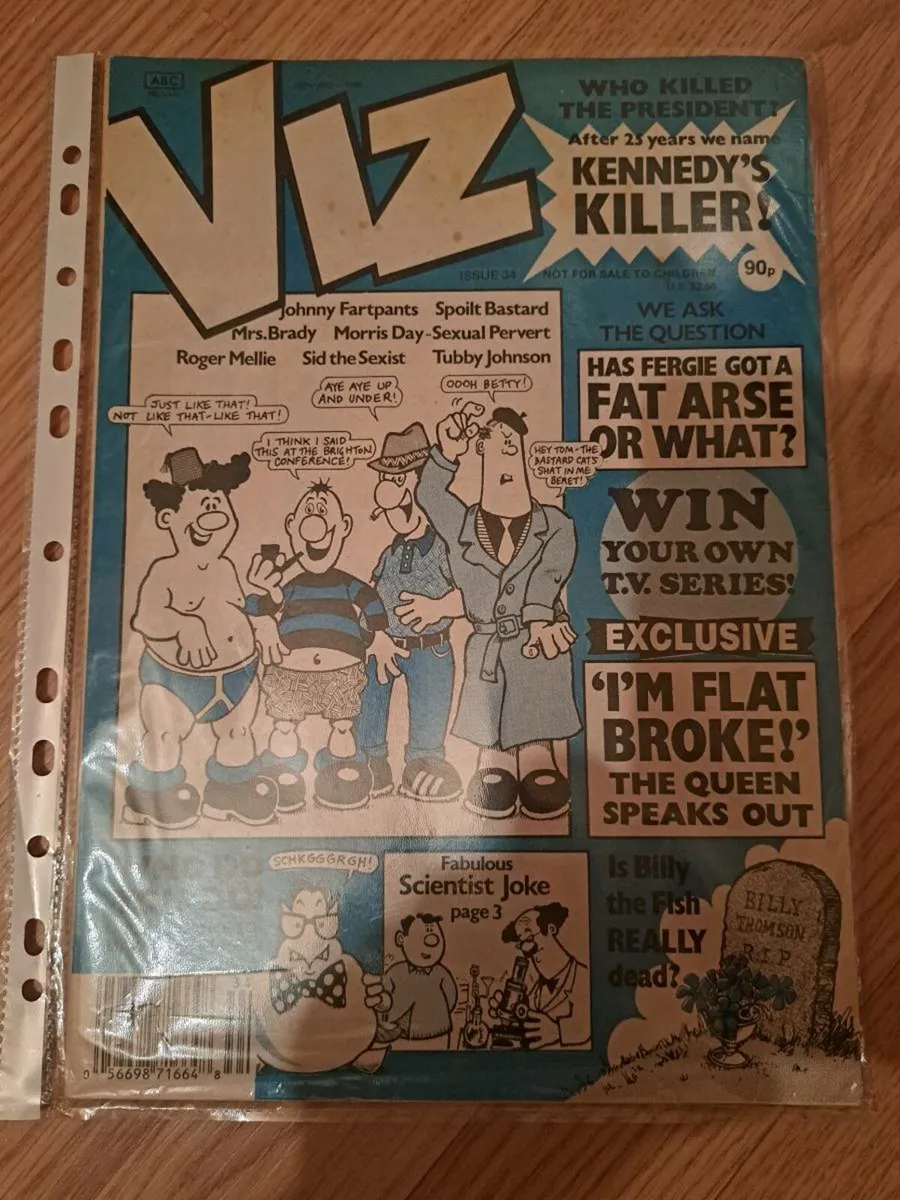 ABC
VIZ
WHO KILLED
THE PRESIDENT?
After 25 years we name
KENNEDY'S
KILLER!
90p
ISSUE 34
NOT FOR SALE TO CHILDREN
Johnny Fartpants Spoilt Bastard
Mrs. Brady Morris Day-Sexual Pervert
Roger Mellie Sid the Sexist Tubby Johnson
JUST LIKE THAT!
NOT LIKE THAT-LIKE THAT!
AYE AYE UP
AND UNDER!
OOOH BETTY!
I THINK I SAID
THIS AT THE BRIGHTON
CONFERENCE!
HEY TOM-THE
BASTARD CAT'S
SHAT IN ME
BERET!
WE ASK
THE QUESTION
HAS FERGIE GOT A
FAT ARSE
OR WHAT?
WIN
YOUR OWN
T.V. SERIES!
EXCLUSIVE
'I'M FLAT
BROKE!'
THE QUEEN
SPEAKS OUT
SCHKGGGRGH!
Fabulous
Scientist Joke
page 3
Is Billy
the Fish
REALLY
dead?
BILLY
THOMSON
R.I.P
0 56698 71664 8